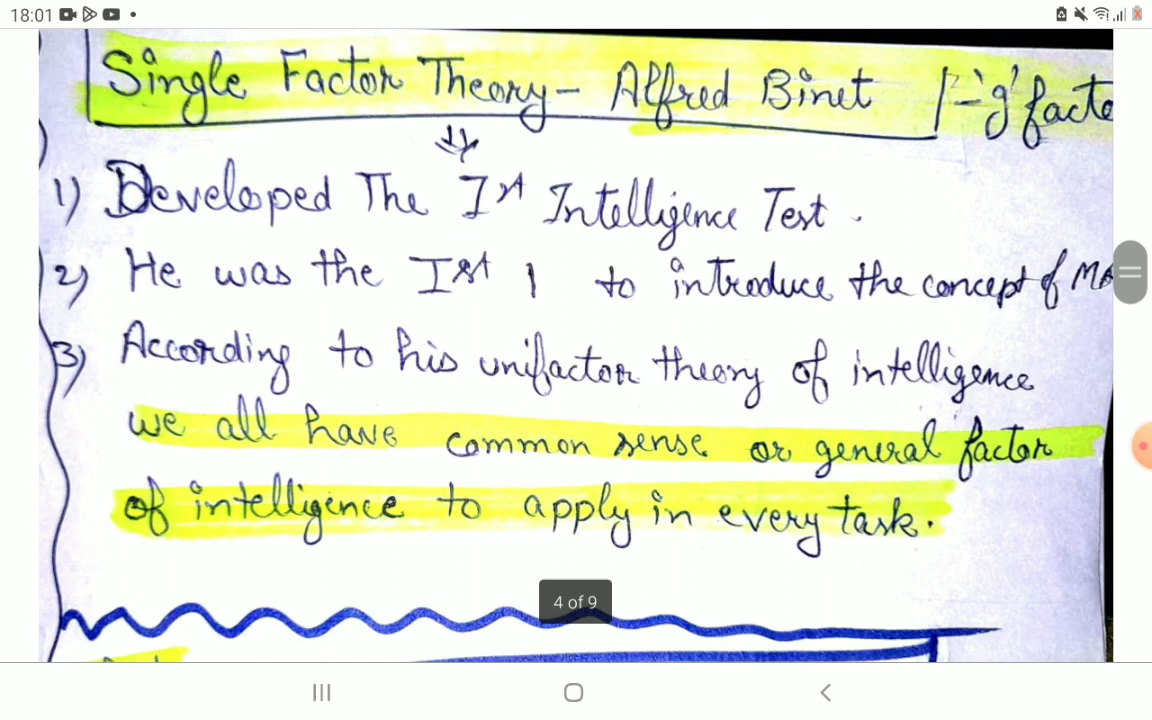 18:01
Single Factor Theory- Alfred Binet 1-'g' facto
1) Developed The Ist Intelligence Test.
2) He was the Ist 1 to introduce the concept of MA
3) According to his unifactor theory of intelligence
we all have common sense or general factor
of intelligence to apply in every task.
4 of 9